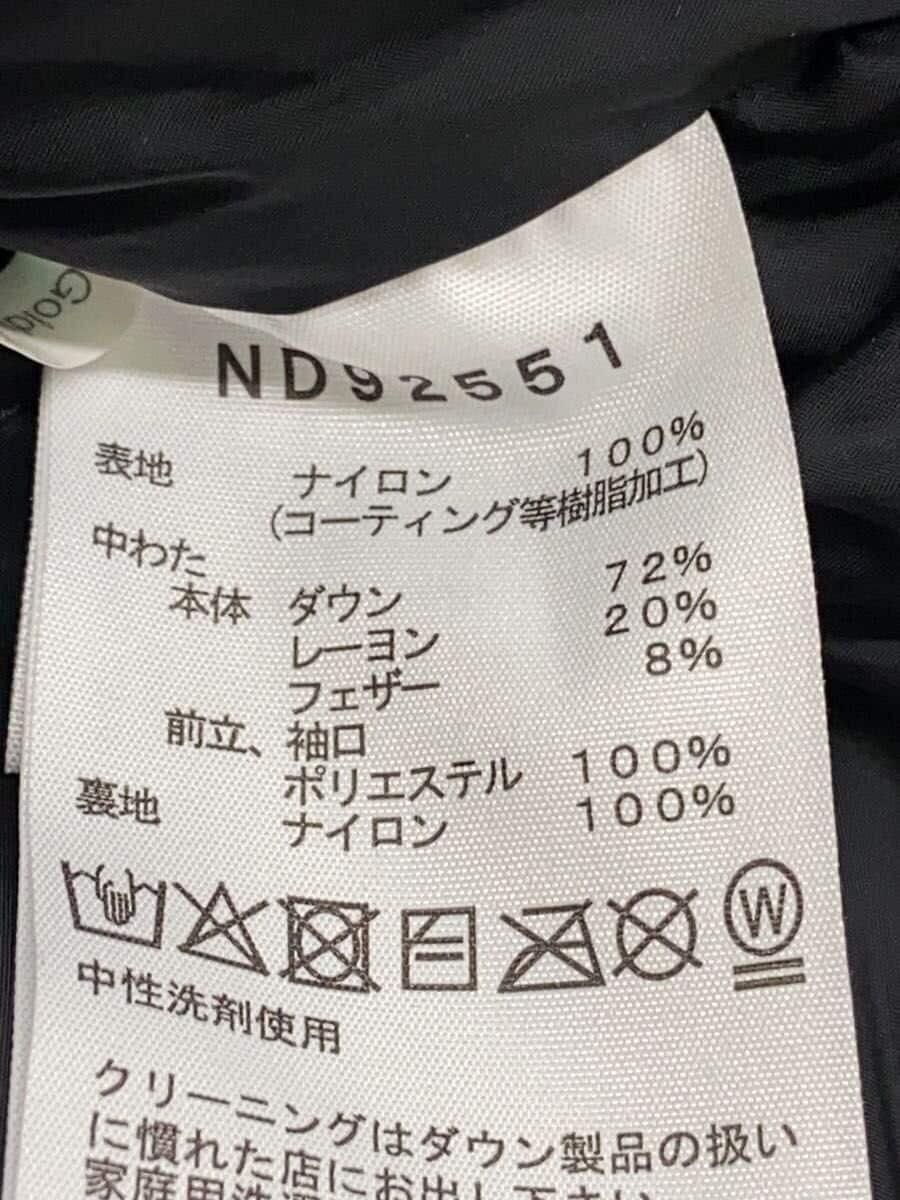 Gold
ND92551
表地 ナイロン 100%
(コーティング等樹脂加工)
中わた
本体 ダウン 72%
レーヨン 20%
フェザー 8%
前立、袖口
ポリエステル 100%
裏地 ナイロン 100%
W
中性洗剤使用
クリーニングはダウン製品の扱い
に慣れた店にお出し下さい